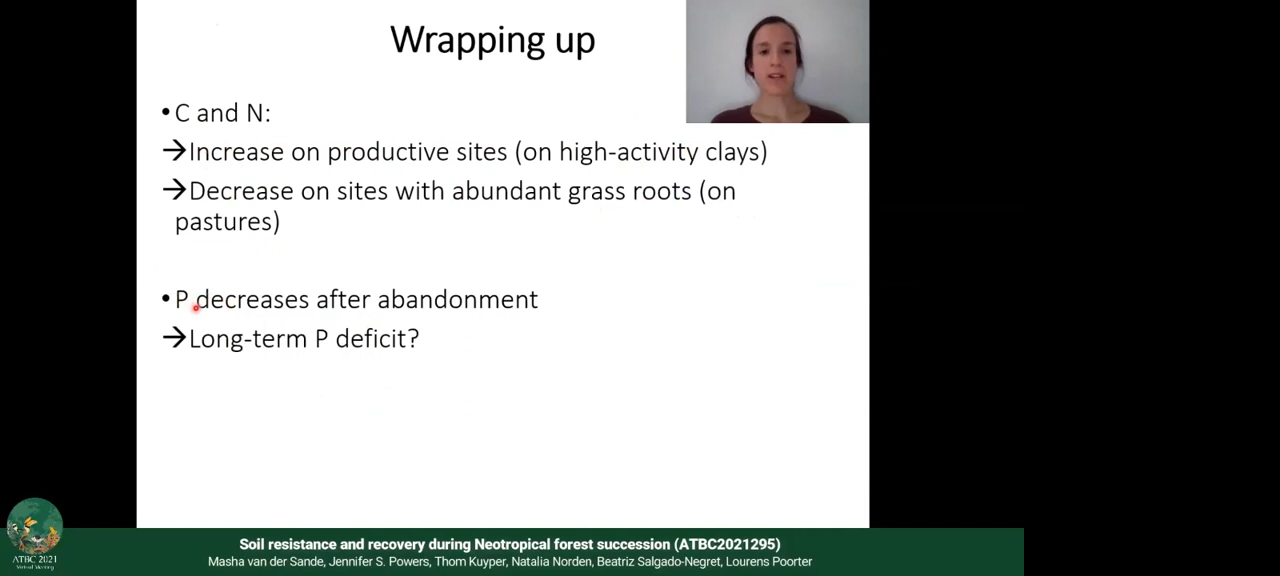 Wrapping up
• C and N:
→Increase on productive sites (on high-activity clays)
→Decrease on sites with abundant grass roots (on
pastures)
• P decreases after abandonment
→Long-term P deficit?
ATBC 2021
Virtual Meeting
Soil resistance and recovery during Neotropical forest succession (ATBC2021295)
Masha van der Sande, Jennifer S. Powers, Thom Kuyper, Natalia Norden, Beatriz Salgado-Negret, Lourens Poorter